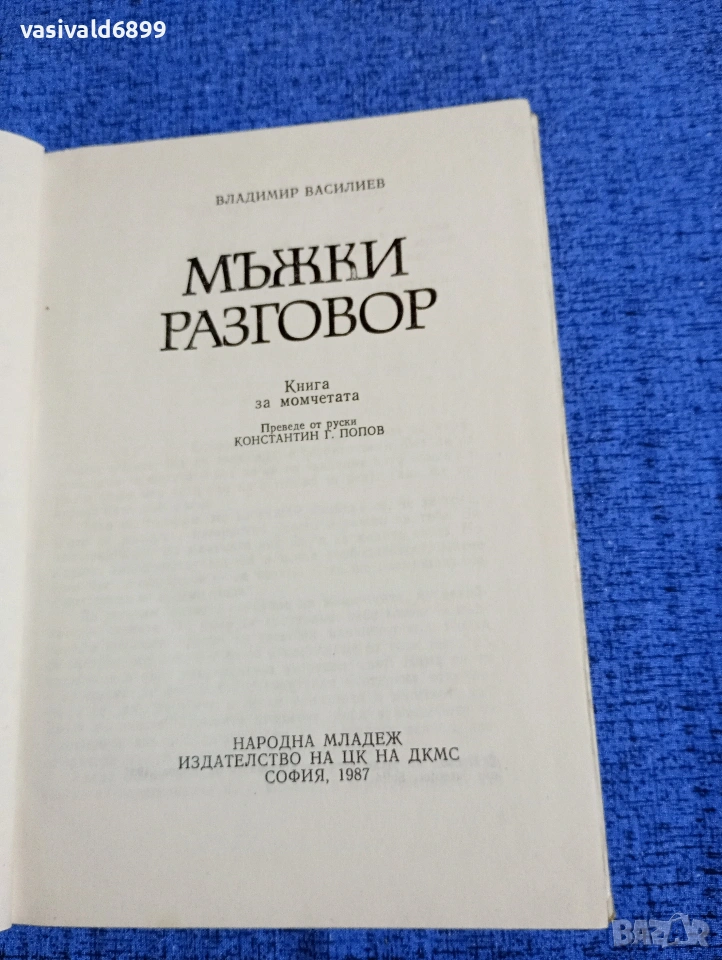 vasivald6899
ВЛАДИМИР ВАСИЛИЕВ
МЪЖКИ
РАЗГОВОР
Книга
за момчетата
Преведе от руски
КОНСТАНТИН Г. ПОПОВ
НАРОДНА МЛАДЕЖ
ИЗДАТЕЛСТВО НА ЦК НА ДКМС
СОФИЯ, 1987
BAZAR